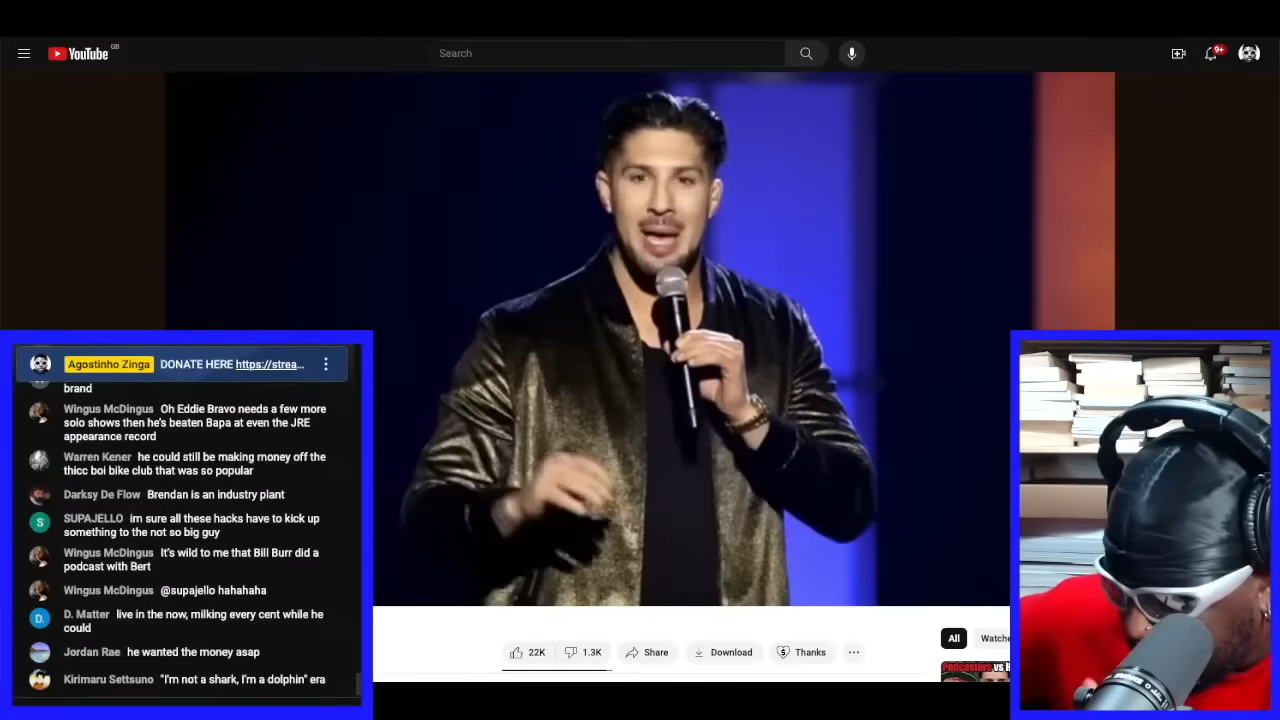 YouTube GB
Search
9+
Agostinho Zinga DONATE HERE https://strea...
brand
Wingus McDingus Oh Eddie Bravo needs a few more
solo shows then he's beaten Bapa at even the JRE
appearance record
Warren Kener he could still be making money off the
thicc boi bike club that was so popular
Darksy De Flow Brendan is an industry plant
S SUPAJELLO im sure all these hacks have to kick up
something to the not so big guy
Wingus McDingus It's wild to me that Bill Burr did a
podcast with Bert
Wingus McDingus @supajello hahahaha
D. D. Matter live in the now, milking every cent while he
could
Jordan Rae he wanted the money asap
Kirimaru Settsuno "I'm not a shark, I'm a dolphin" era
22K 1.3K Share Download Thanks
All Watche
Podcasters vs H